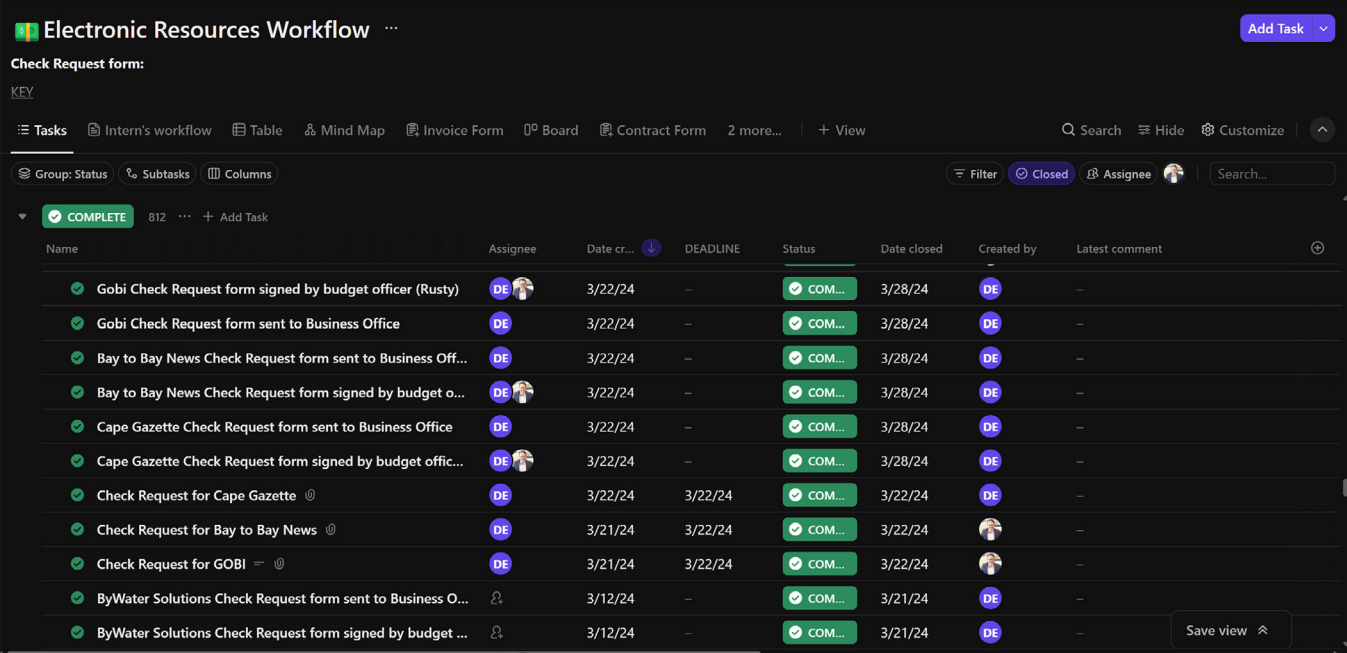 Electronic Resources Workflow ...
Add Task
Check Request form:
KEY
Tasks Intern's workflow Table Mind Map Invoice Form Board Contract Form 2 more... + View Search Hide Customize
Group: Status Subtasks Columns Filter Closed Assignee Search...
COMPLETE 812 ... + Add Task
Name Assignee Date cr... DEADLINE Status Date closed Created by Latest comment
Gobi Check Request form signed by budget officer (Rusty) DE 3/22/24 – COM... 3/28/24 DE –
Gobi Check Request form sent to Business Office DE 3/22/24 – COM... 3/28/24 DE –
Bay to Bay News Check Request form sent to Business Off... DE 3/22/24 – COM... 3/28/24 DE –
Bay to Bay News Check Request form signed by budget o... DE 3/22/24 – COM... 3/28/24 DE –
Cape Gazette Check Request form sent to Business Office DE 3/22/24 – COM... 3/28/24 DE –
Cape Gazette Check Request form signed by budget offic... DE 3/22/24 – COM... 3/28/24 DE –
Check Request for Cape Gazette DE 3/22/24 3/22/24 COM... 3/22/24 DE –
Check Request for Bay to Bay News DE 3/21/24 3/22/24 COM... 3/22/24 –
Check Request for GOBI DE 3/21/24 3/22/24 COM... 3/22/24 –
ByWater Solutions Check Request form sent to Business O... 3/12/24 – COM... 3/21/24 DE –
ByWater Solutions Check Request form signed by budget ... 3/12/24 – COM... 3/21/24 DE –
Save view